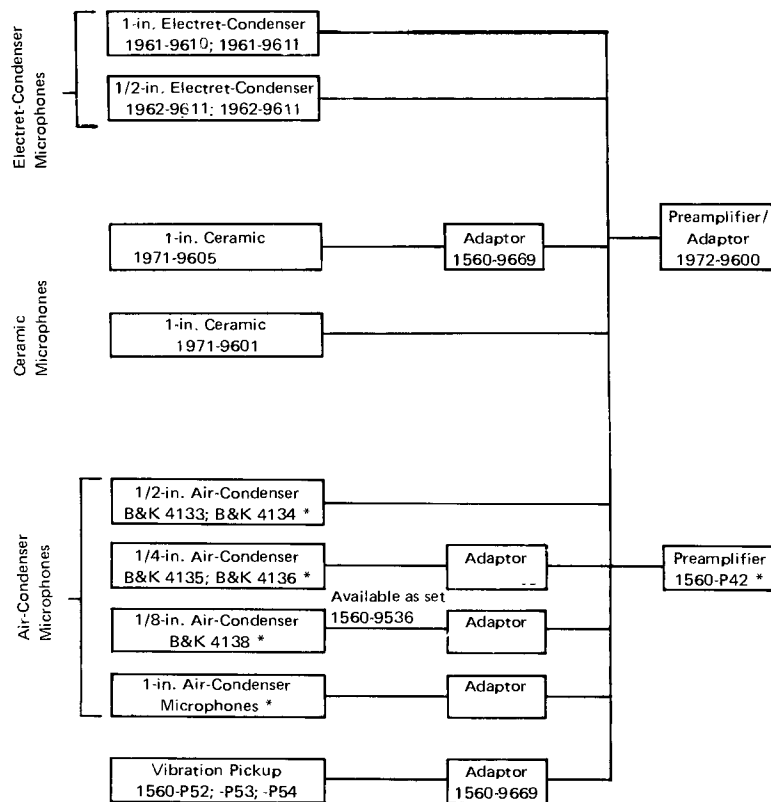 Electret-Condenser
Microphones
1-in. Electret-Condenser
1961-9610; 1961-9611
1/2-in. Electret-Condenser
1962-9611; 1962-9611
Ceramic
Microphones
1-in. Ceramic
1971-9605
Adaptor
1560-9669
Preamplifier/
Adaptor
1972-9600
1-in. Ceramic
1971-9601
Air-Condenser
Microphones
1/2-in. Air-Condenser
B&K 4133; B&K 4134 *
1/4-in. Air-Condenser
B&K 4135; B&K 4136 *
Adaptor
Preamplifier
1560-P42 *
Available as set
1560-9536
1/8-in. Air-Condenser
B&K 4138 *
Adaptor
1-in. Air-Condenser
Microphones *
Adaptor
Vibration Pickup
1560-P52; -P53; -P54
Adaptor
1560-9669